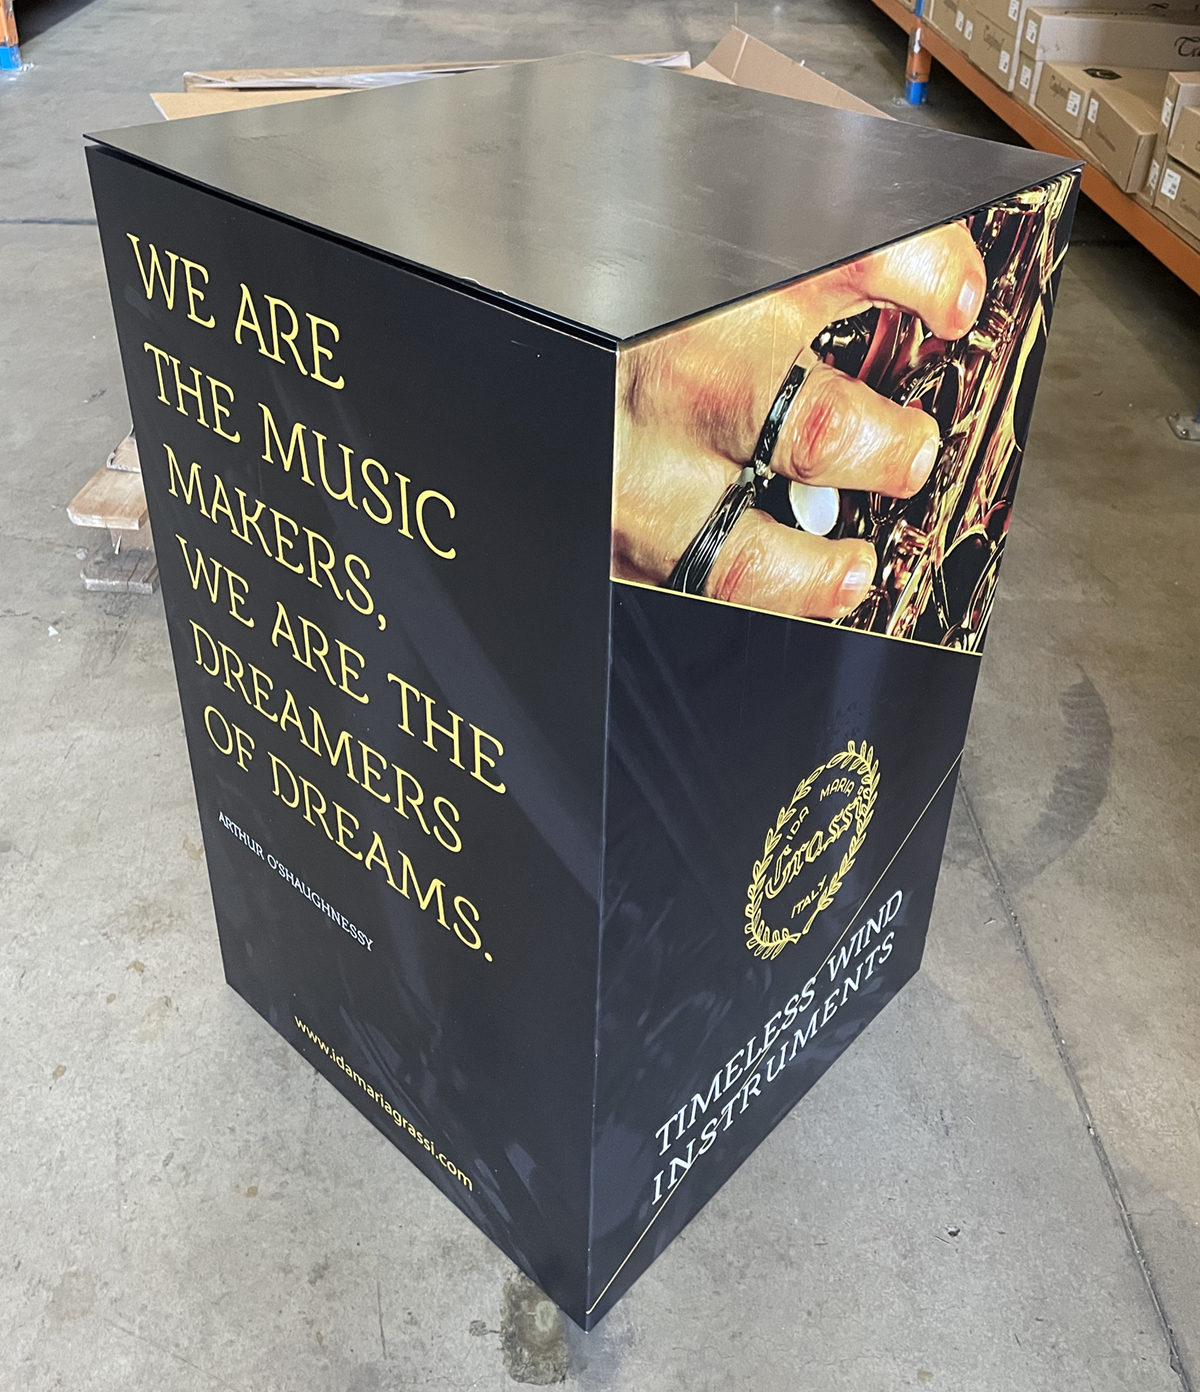 WE ARE
THE MUSIC
MAKERS,
WE ARE THE
DREAMERS
OF DREAMS.
ARTHUR O'SHAUGHNESSY
www.idamariagrassi.com
IDA MARIA
Grassi
ITALY
TIMELESS WIND
INSTRUMENTS